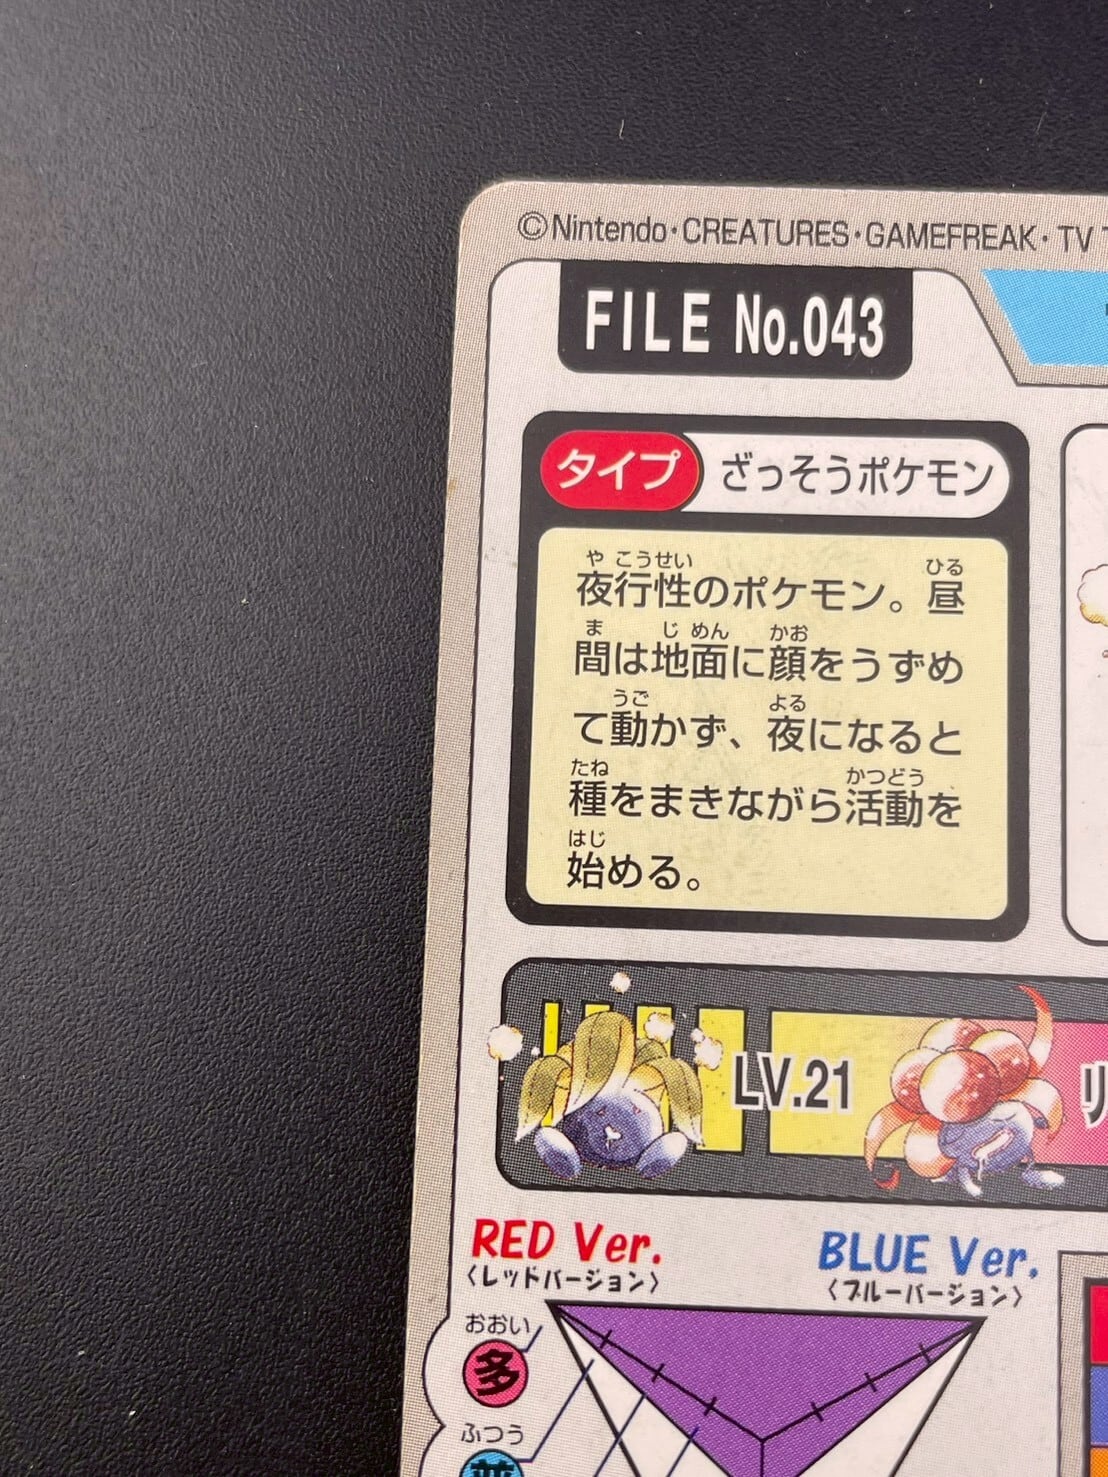 ©Nintendo・CREATURES・GAMEFREAK・TV
FILE No.043
タイプ ざっそうポケモン
や こうせい ひる
夜行性のポケモン。昼
ま じ めん かお
間は地面に顔をうずめ
うご よる
て動かず、夜になると
たね かつどう
種をまきながら活動を
はじ
始める。
LV.21 リ
RED Ver. BLUE Ver.
〈レッドバージョン〉 〈ブルーバージョン〉
おおい
多
ふつう